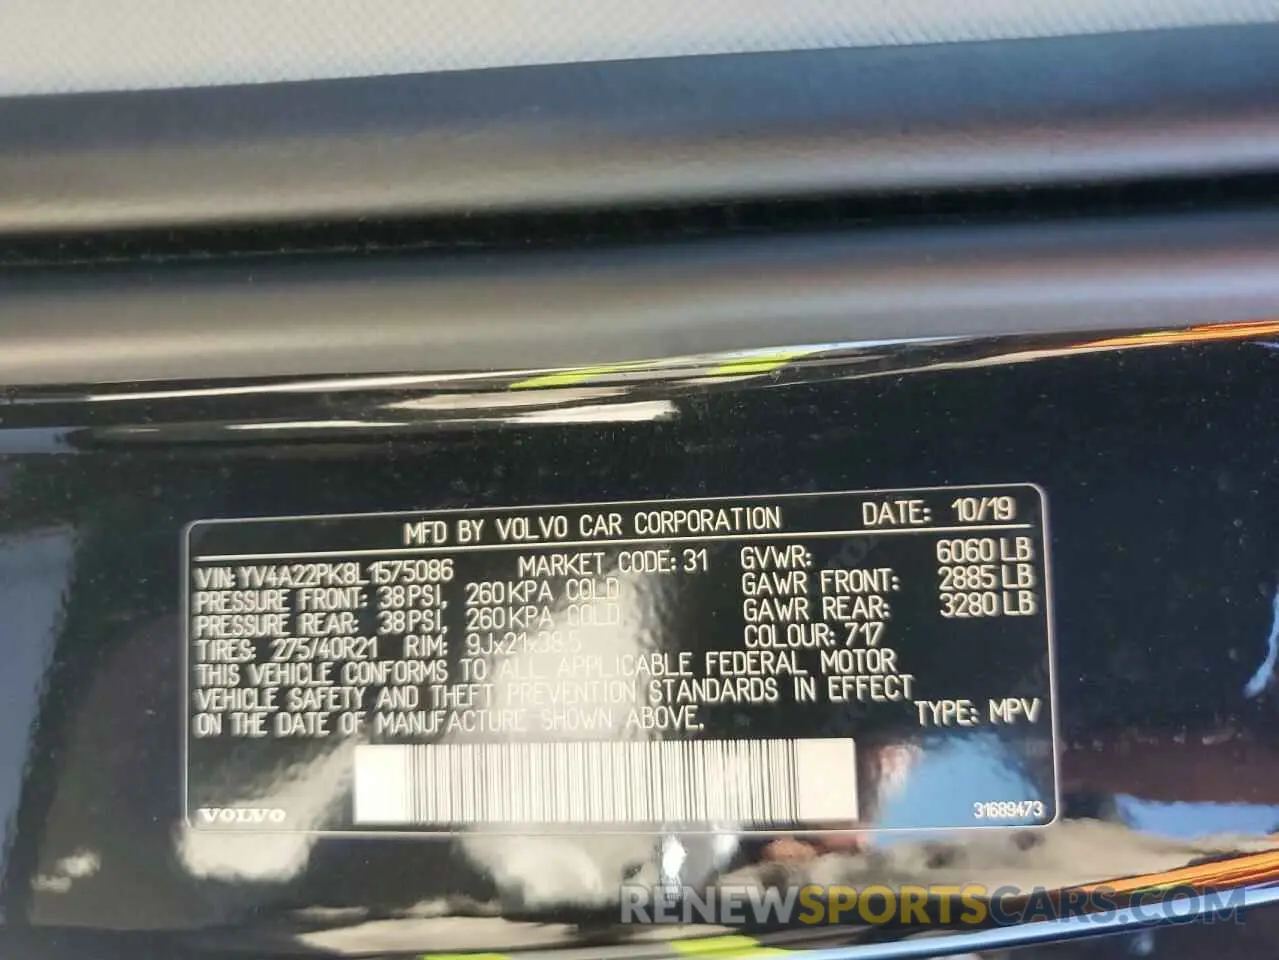 MFD BY VOLVO CAR CORPORATION DATE: 10/19
VIN: YV4A22PK8L1575086 MARKET CODE: 31 GVWR: 6060 LB
PRESSURE FRONT: 38 PSI, 260 KPA COLD GAWR FRONT: 2885 LB
PRESSURE REAR: 38 PSI, 260 KPA COLD GAWR REAR: 3280 LB
TIRES: 275/40R21 RIM: 9Jx21x38.5 COLOUR: 717
THIS VEHICLE CONFORMS TO ALL APPLICABLE FEDERAL MOTOR
VEHICLE SAFETY AND THEFT PREVENTION STANDARDS IN EFFECT
ON THE DATE OF MANUFACTURE SHOWN ABOVE. TYPE: MPV
VOLVO 31689473
RENEWSPORTSCARS.COM